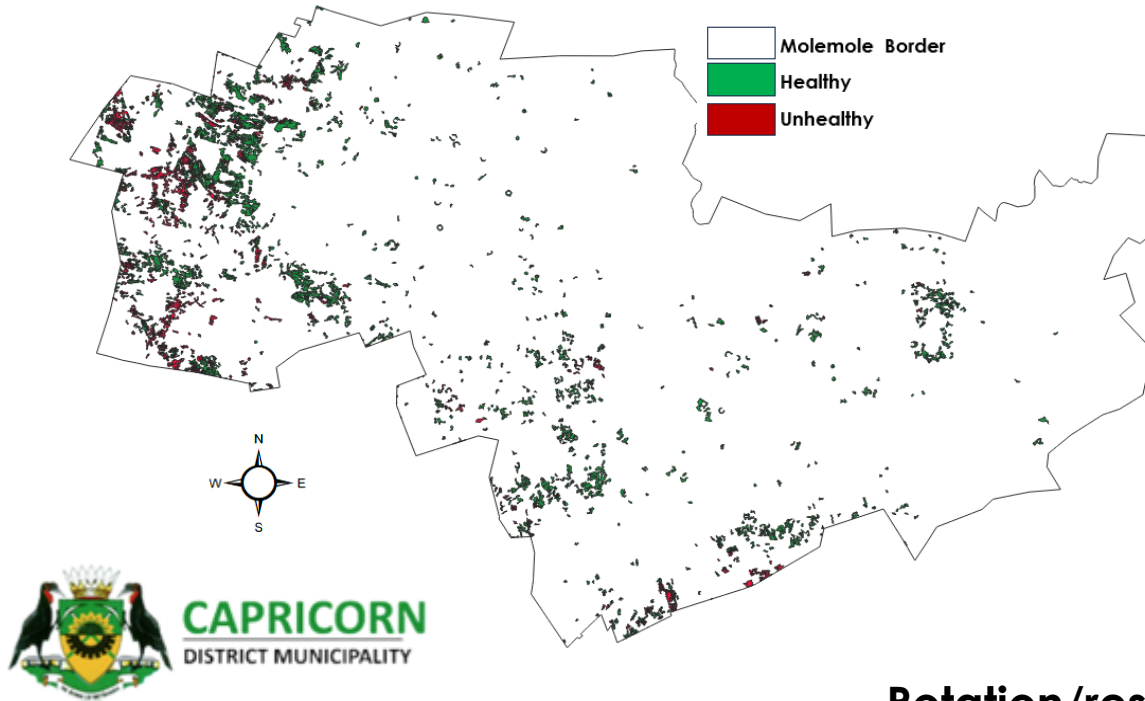 Molemole Border
Healthy
Unhealthy
N
W E
S
CAPRICORN
DISTRICT MUNICIPALITY